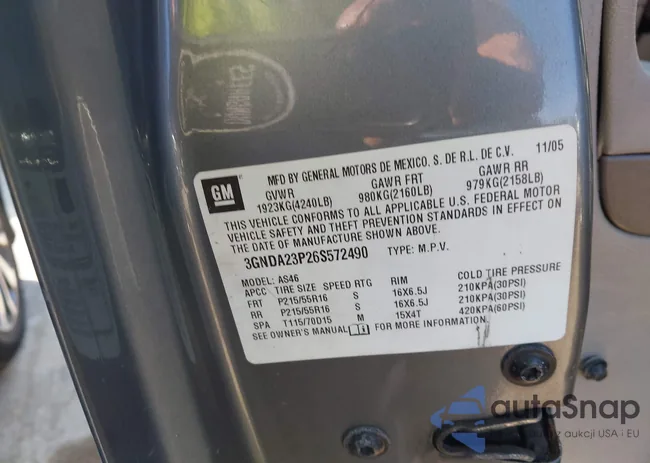 MFD BY GENERAL MOTORS DE MEXICO. S. DE R.L. DE C.V. 11/05
GM
GVWR GAWR FRT GAWR RR
1923KG(4240LB) 980KG(2160LB) 979KG(2158LB)
THIS VEHICLE CONFORMS TO ALL APPLICABLE U.S. FEDERAL MOTOR
VEHICLE SAFETY AND THEFT PREVENTION STANDARDS IN EFFECT ON
THE DATE OF MANUFACTURE SHOWN ABOVE.
3GNDA23P26S572490 TYPE: M.P.V.
MODEL: AS46
APCC TIRE SIZE SPEED RTG RIM COLD TIRE PRESSURE
FRT P215/55R16 S 16X6.5J 210KPA(30PSI)
RR P215/55R16 S 16X6.5J 210KPA(30PSI)
SPA T115/70D15 M 15X4T 420KPA(60PSI)
SEE OWNER'S MANUAL FOR MORE INFORMATION.
autoSnap
z aukcji USA i EU